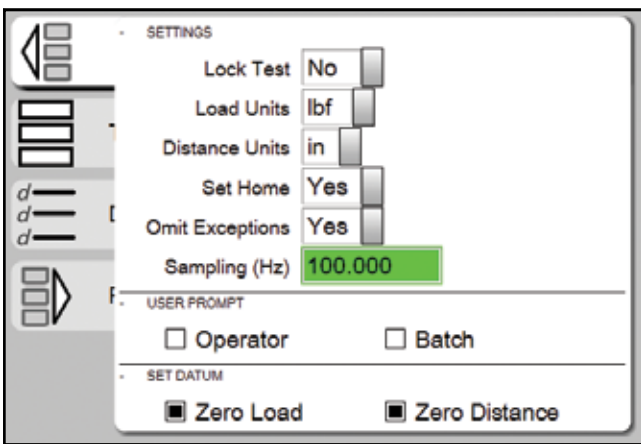 SETTINGS
Lock Test No
Load Units lbf
Distance Units in
Set Home Yes
Omit Exceptions Yes
Sampling (Hz) 100.000
USER PROMPT
Operator Batch
SET DATUM
Zero Load Zero Distance
d
d
d